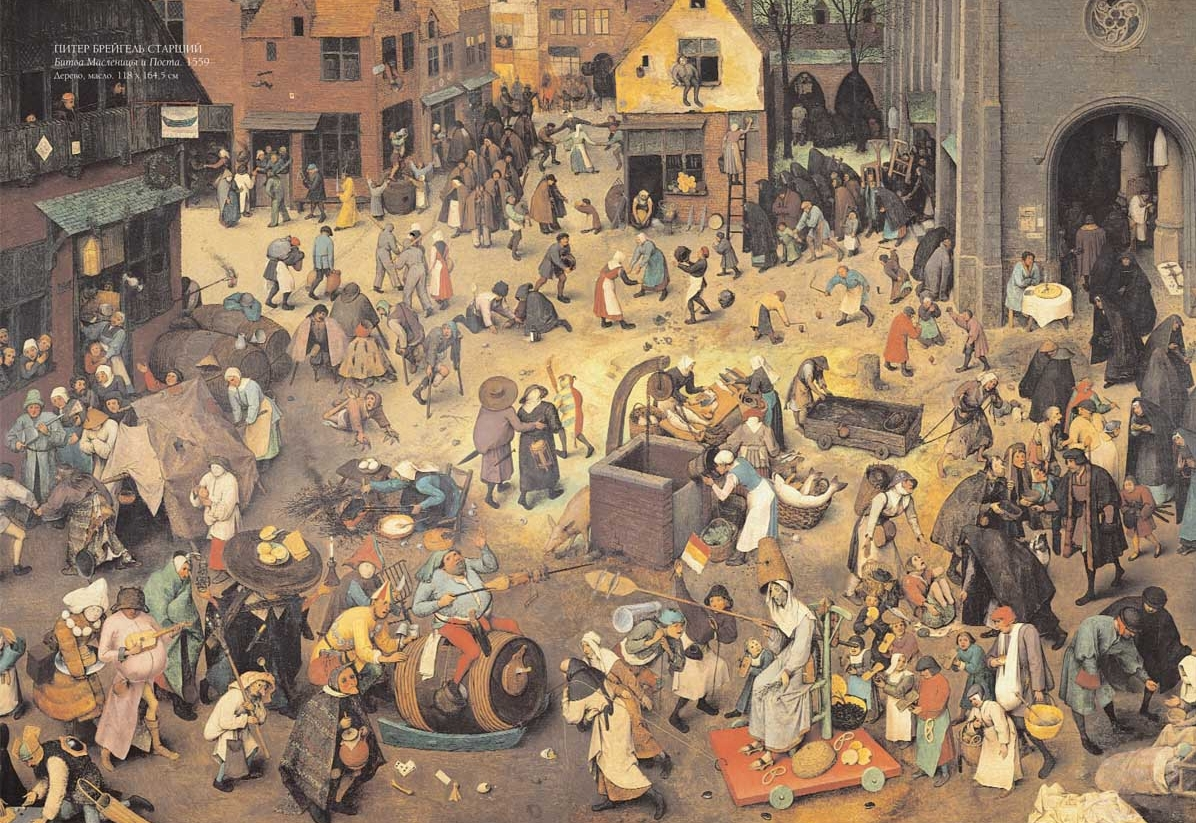 ПИТЕР БРЕЙГЕЛЬ СТАРШИЙ
Битва Масленицы и Поста. 1559
Дерево, масло. 118 x 164,5 см